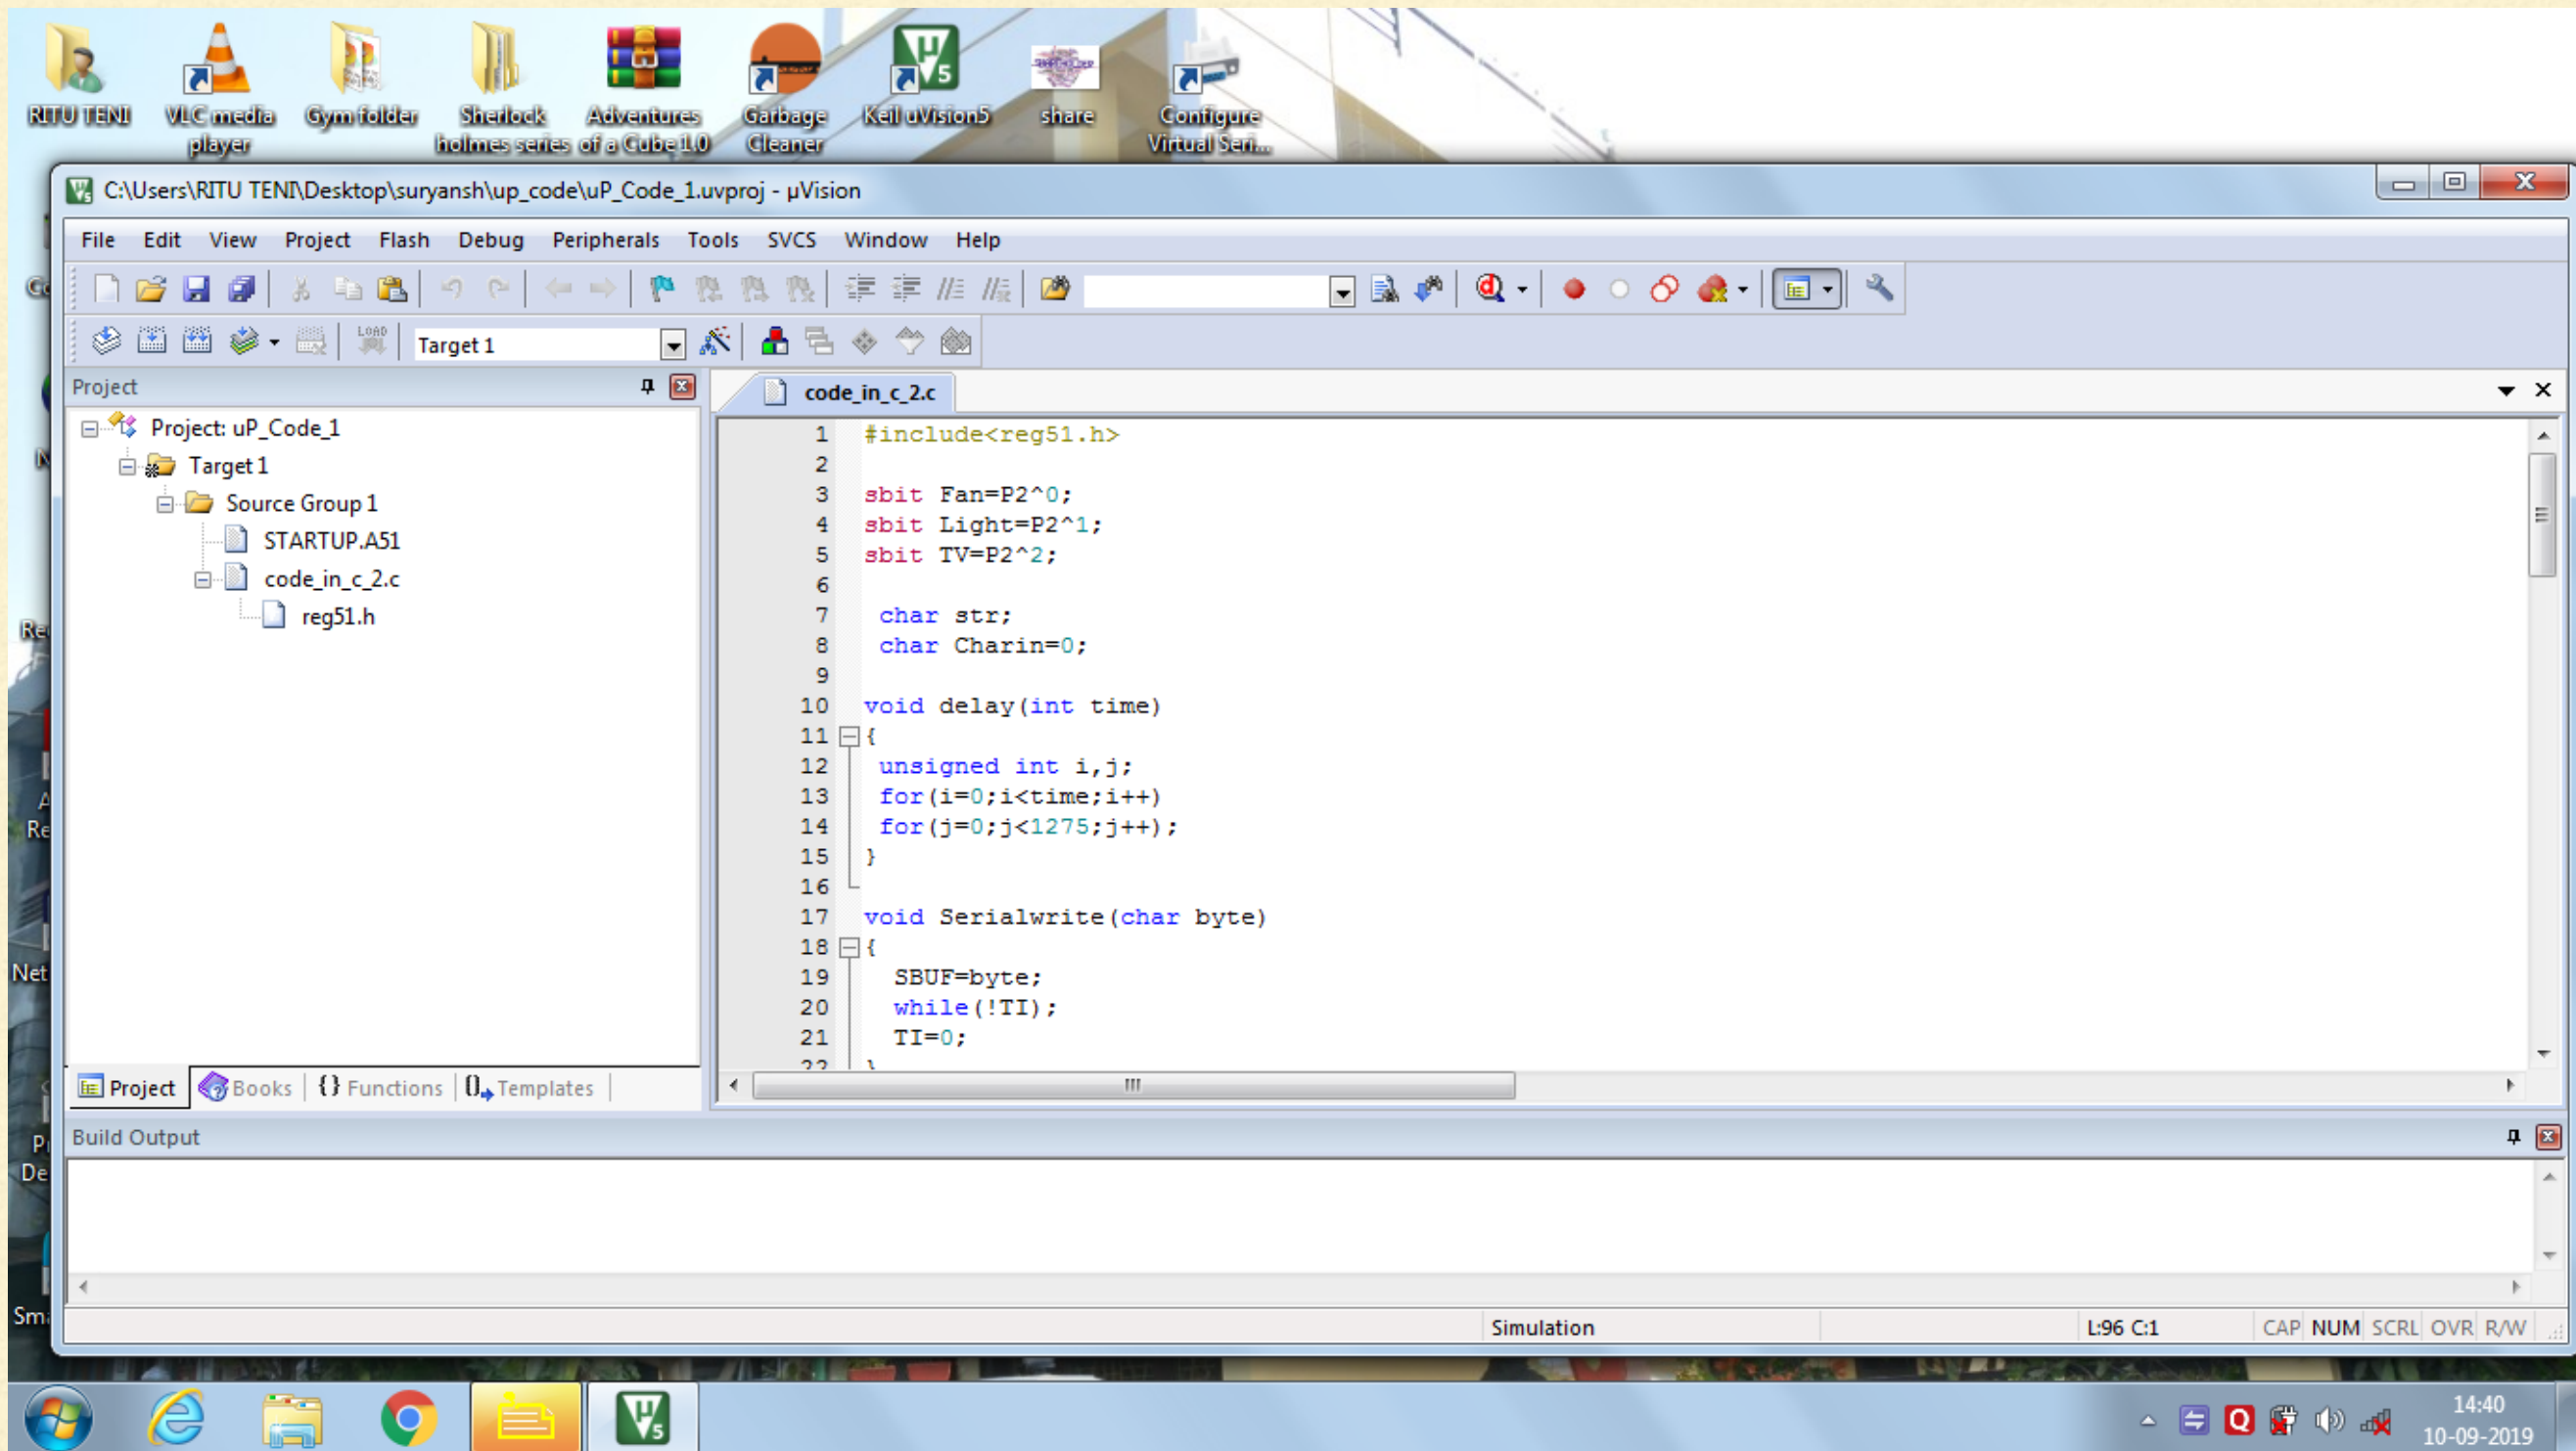 RITU TENI
VLC media player
Gym folder
Sherlock holmes series
Adventures of a Cube 1.0
Garbage Cleaner
Keil uVision5
share
Configure Virtual Seri...
C:\Users\RITU TENI\Desktop\suryansh\up_code\uP_Code_1.uvproj - µVision
File Edit View Project Flash Debug Peripherals Tools SVCS Window Help
LOAD
Target 1
Project
Project: uP_Code_1
Target 1
Source Group 1
STARTUP.A51
code_in_c_2.c
reg51.h
Project Books {} Functions Templates
code_in_c_2.c
1 #include<reg51.h>
2
3 sbit Fan=P2^0;
4 sbit Light=P2^1;
5 sbit TV=P2^2;
6
7 char str;
8 char Charin=0;
9
10 void delay(int time)
11 {
12 unsigned int i,j;
13 for(i=0;i<time;i++)
14 for(j=0;j<1275;j++);
15 }
16
17 void Serialwrite(char byte)
18 {
19 SBUF=byte;
20 while(!TI);
21 TI=0;
22 }
Build Output
Simulation L:96 C:1 CAP NUM SCRL OVR R/W
Net
Sma
14:40
10-09-2019